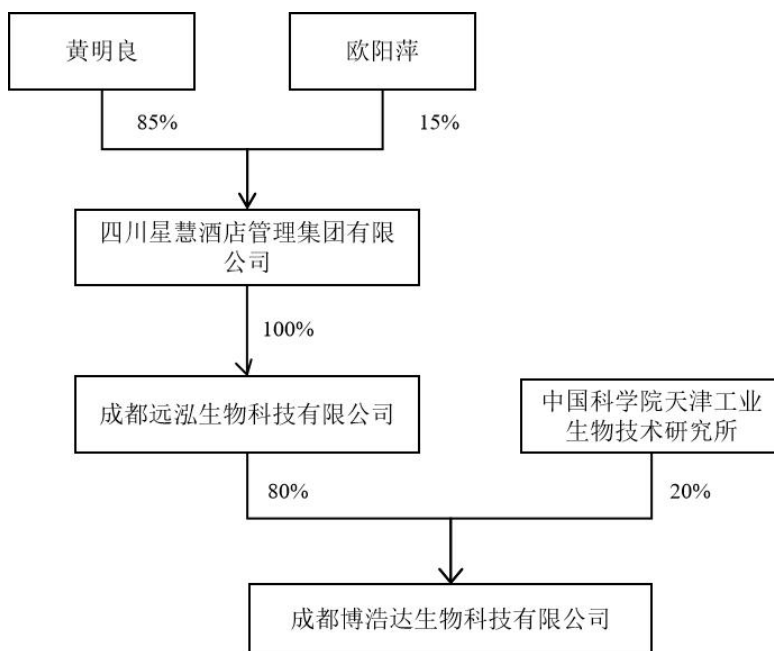 黄明良
欧阳萍
85%
15%
四川星慧酒店管理集团有限
公司
100%
成都远泓生物科技有限公司
中国科学院天津工业
生物技术研究所
80%
20%
成都博浩达生物科技有限公司